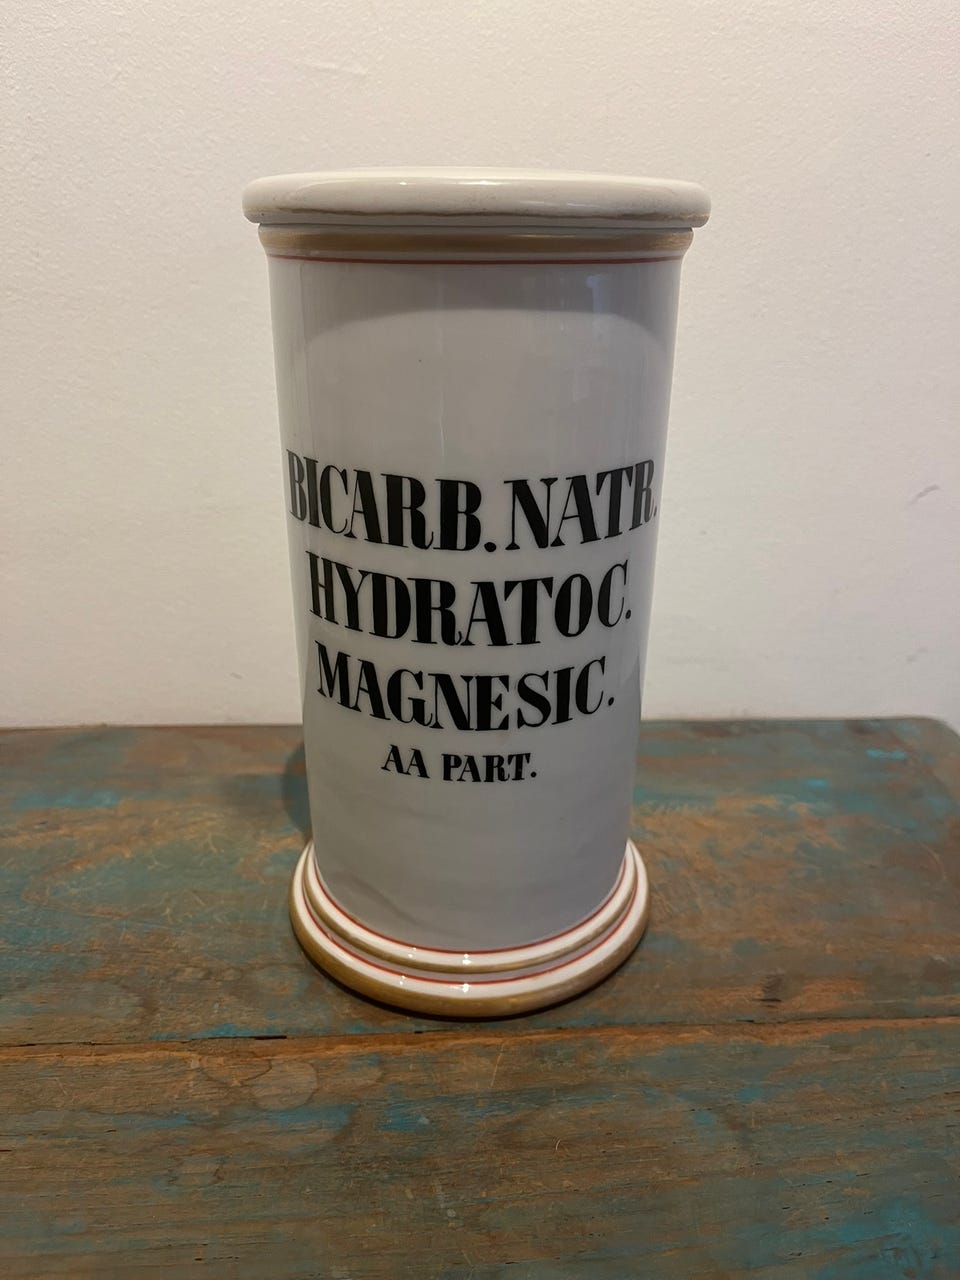 BICARB. NATR.
HYDRATOC.
MAGNESIC.
AA PART.